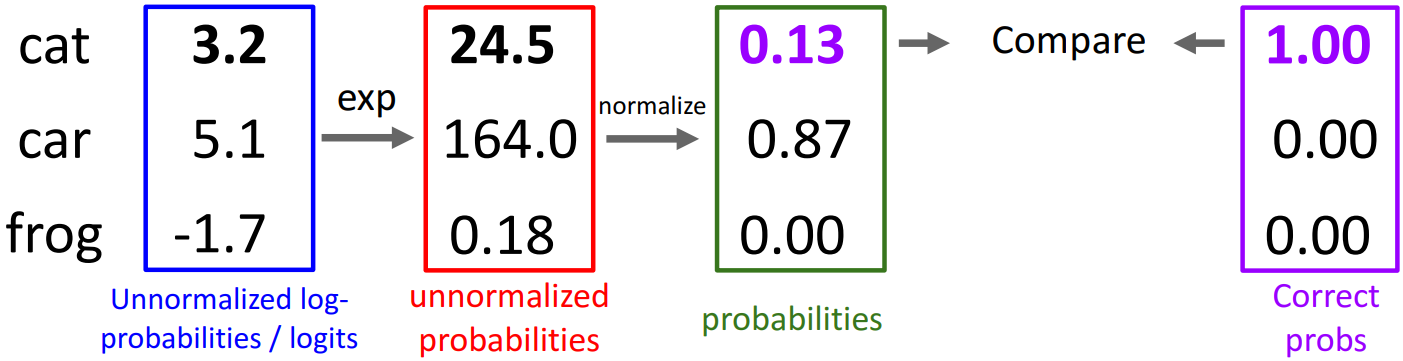 cat 3.2 24.5 0.13 Compare 1.00
exp
normalize
car 5.1 164.0 0.87 0.00
frog -1.7 0.18 0.00 0.00
Unnormalized log-
probabilities / logits
unnormalized
probabilities
probabilities
Correct
probs